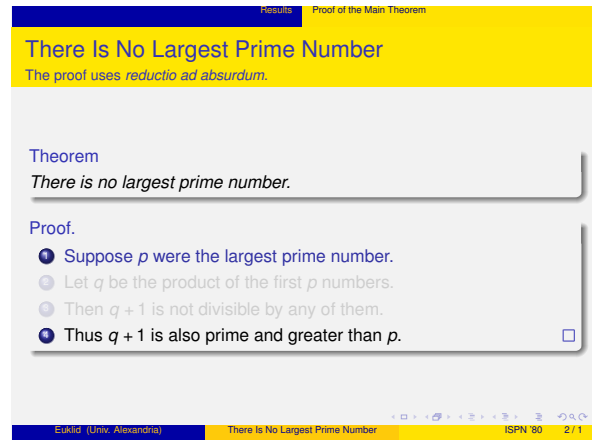 Results Proof of the Main Theorem
There Is No Largest Prime Number
The proof uses reductio ad absurdum.
Theorem
There is no largest prime number.
Proof.
1 Suppose p were the largest prime number.
2 Let q be the product of the first p numbers.
3 Then q + 1 is not divisible by any of them.
4 Thus q + 1 is also prime and greater than p.
Euklid (Univ. Alexandria) There Is No Largest Prime Number ISPN '80 2 / 1